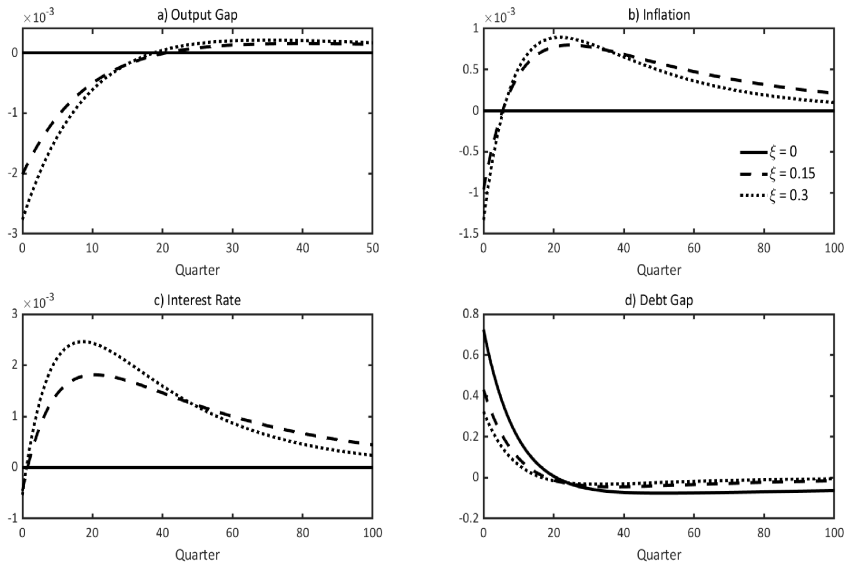 a) Output Gap
×10⁻³
0
-1
-2
-3
0 10 20 30 40 50
Quarter
b) Inflation
×10⁻³
1
0.5
0
-0.5
-1
-1.5
0 20 40 60 80 100
Quarter
ξ = 0
ξ = 0.15
ξ = 0.3
c) Interest Rate
×10⁻³
3
2
1
0
-1
0 20 40 60 80 100
Quarter
d) Debt Gap
0.8
0.6
0.4
0.2
0
-0.2
0 20 40 60 80 100
Quarter